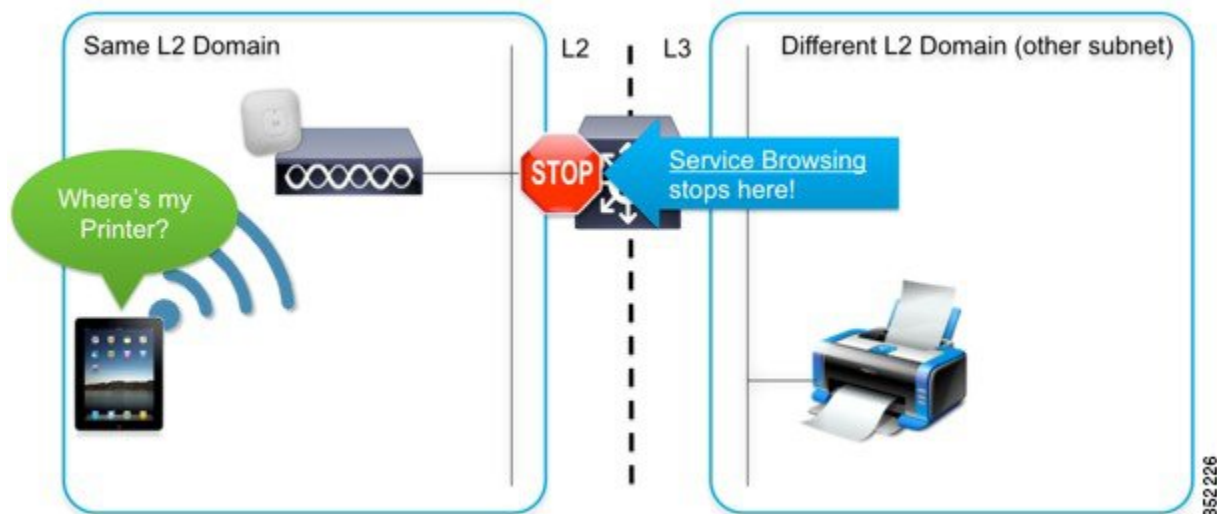 Same L2 Domain
L2
L3
Different L2 Domain (other subnet)
Where's my
Printer?
STOP
Service Browsing
stops here!
352226